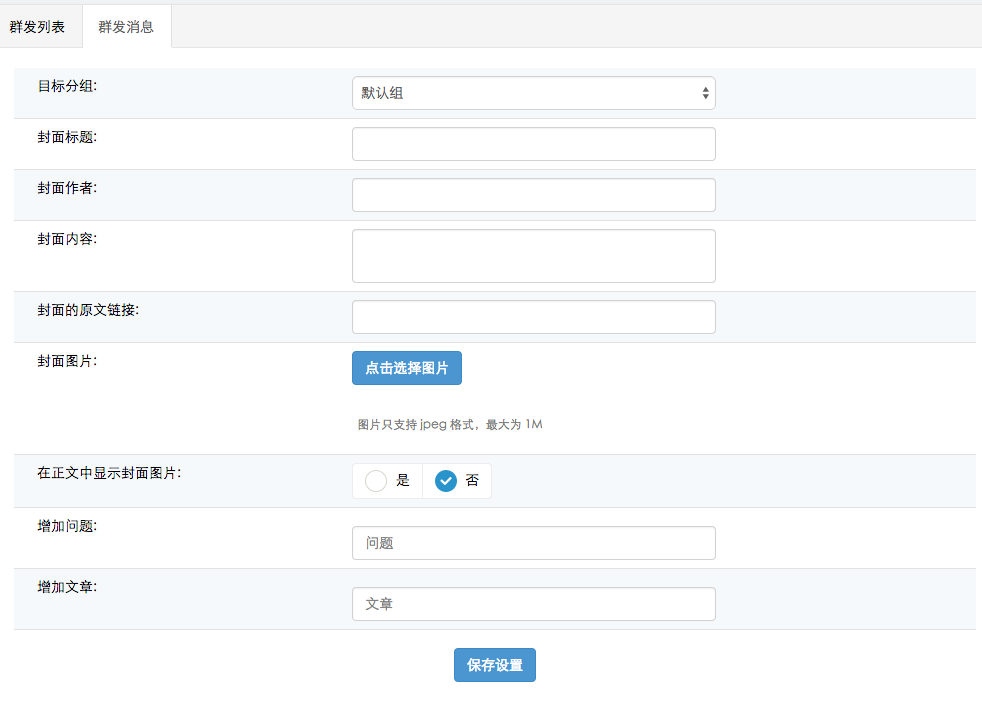 群发列表 群发消息
目标分组: 默认组
封面标题:
封面作者:
封面内容:
封面的原文链接:
封面图片: 点击选择图片
图片只支持 jpeg 格式，最大为 1M
在正文中显示封面图片: 是 否
增加问题: 问题
增加文章: 文章
保存设置